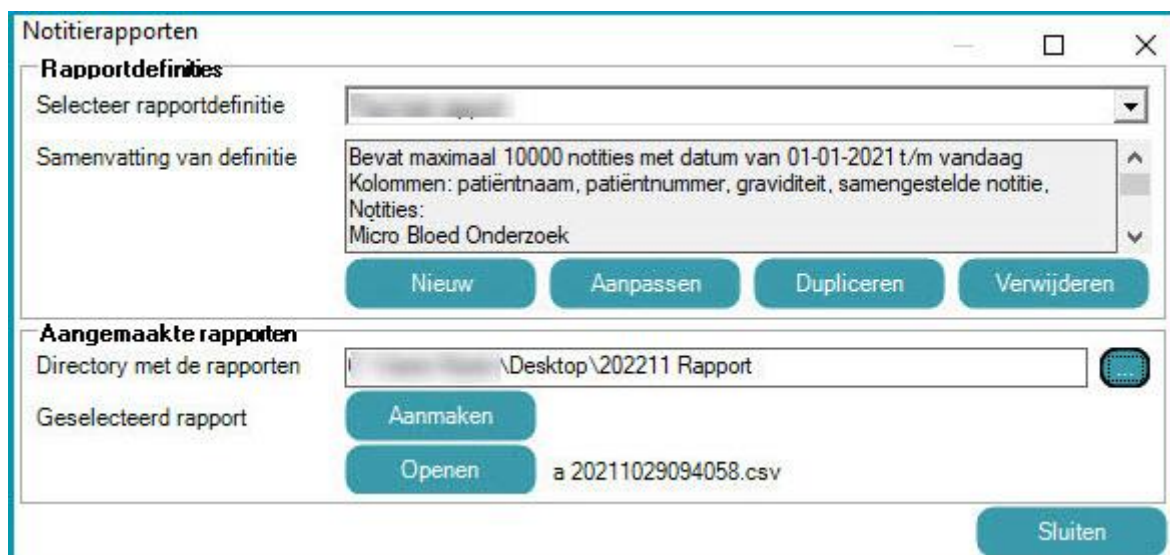 Notitierapporten
Rapportdefinities
Selecteer rapportdefinitie
Samenvatting van definitie
Bevat maximaal 10000 notities met datum van 01-01-2021 t/m vandaag
Kolommen: patiëntnaam, patiëntnummer, graviditeit, samengestelde notitie,
Notities:
Micro Bloed Onderzoek
Nieuw Aanpassen Dupliceren Verwijderen
Aangemaakte rapporten
Directory met de rapporten \Desktop\202211 Rapport ...
Geselecteerd rapport Aanmaken
Openen a 20211029094058.csv
Sluiten